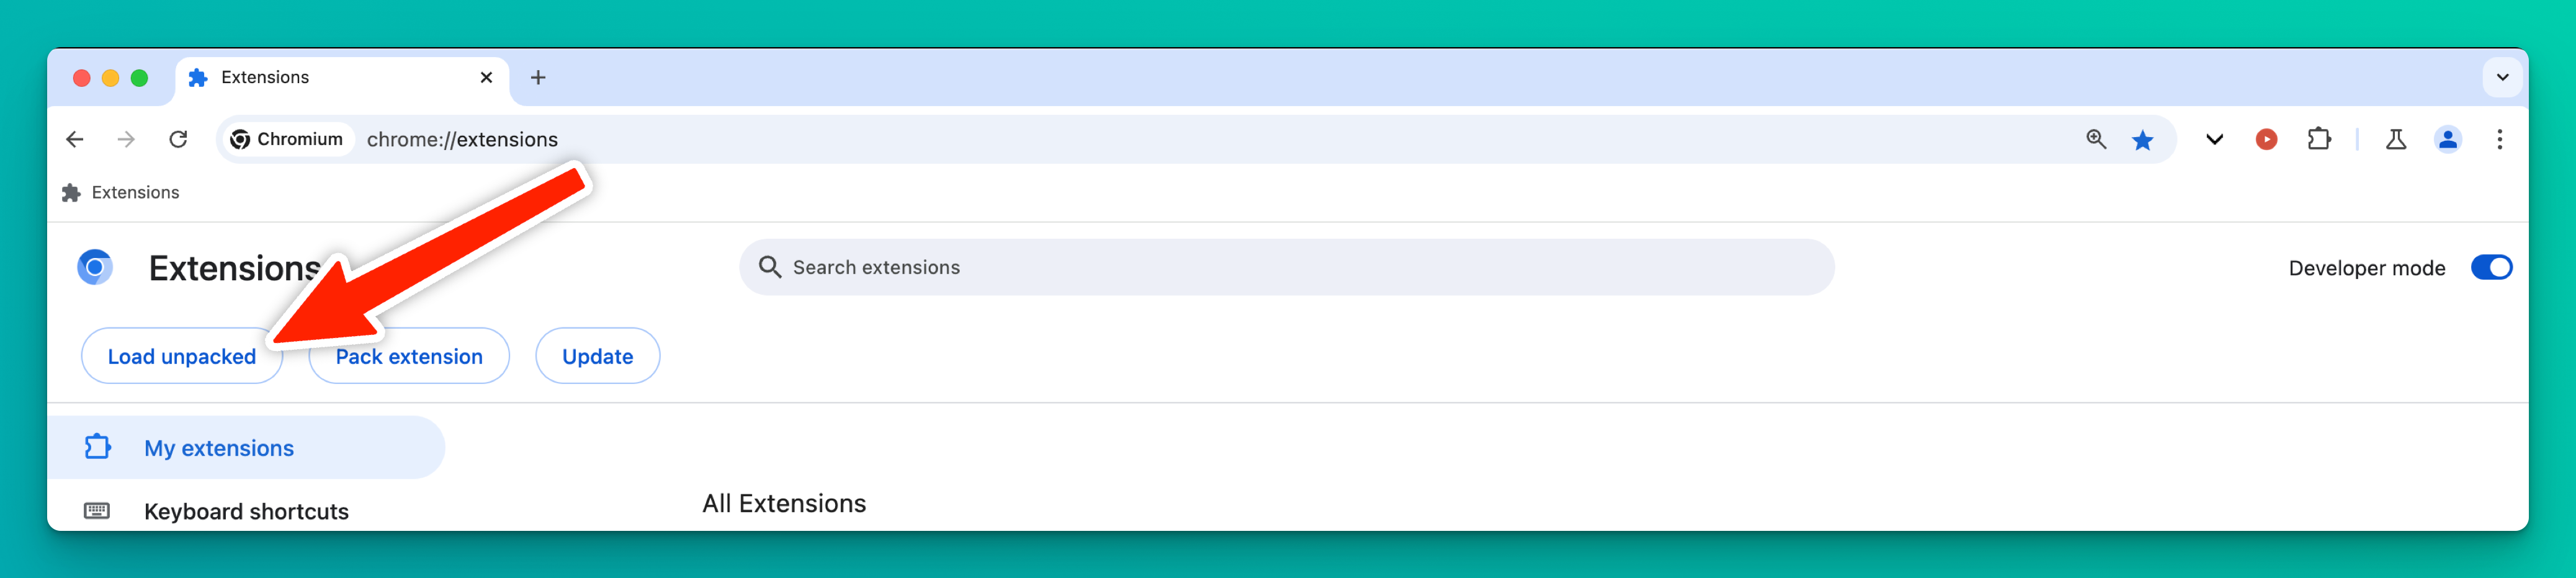 Extensions
Chromium chrome://extensions
Extensions
Extensions
Search extensions
Developer mode
Load unpacked
Pack extension
Update
My extensions
Keyboard shortcuts
All Extensions